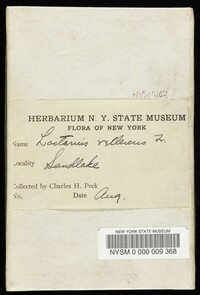 HERBARIUM N. Y. STATE MUSEUM
FLORA OF NEW YORK
Name Lactarius vellereus Fr.
Locality Sandlake
Collected by Charles H. Peck
No. Date Aug.
NEW YORK STATE MUSEUM
NYSM 0 000 009 368